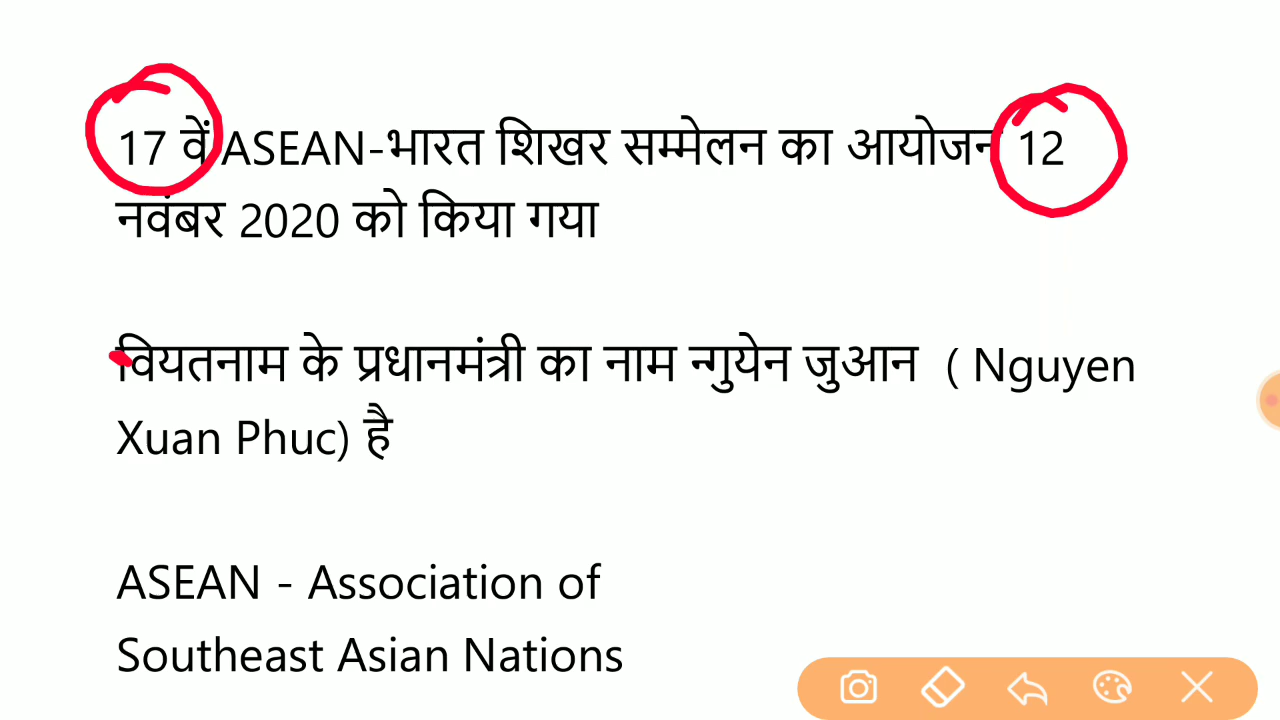 17 वें ASEAN-भारत शिखर सम्मेलन का आयोजन 12
नवंबर 2020 को किया गया
वियतनाम के प्रधानमंत्री का नाम न्गुयेन जुआन ( Nguyen
Xuan Phuc) है
ASEAN - Association of
Southeast Asian Nations